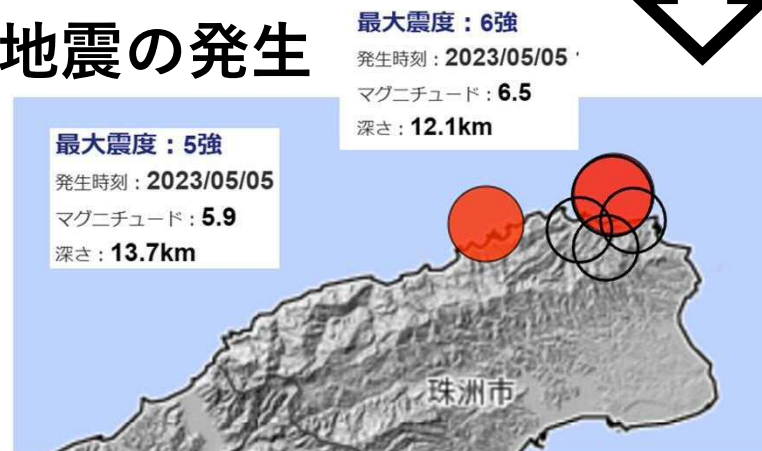 地震の発生
最大震度：6強
発生時刻：2023/05/05
マグニチュード：6.5
深さ：12.1km
最大震度：5強
発生時刻：2023/05/05
マグニチュード：5.9
深さ：13.7km
珠洲市